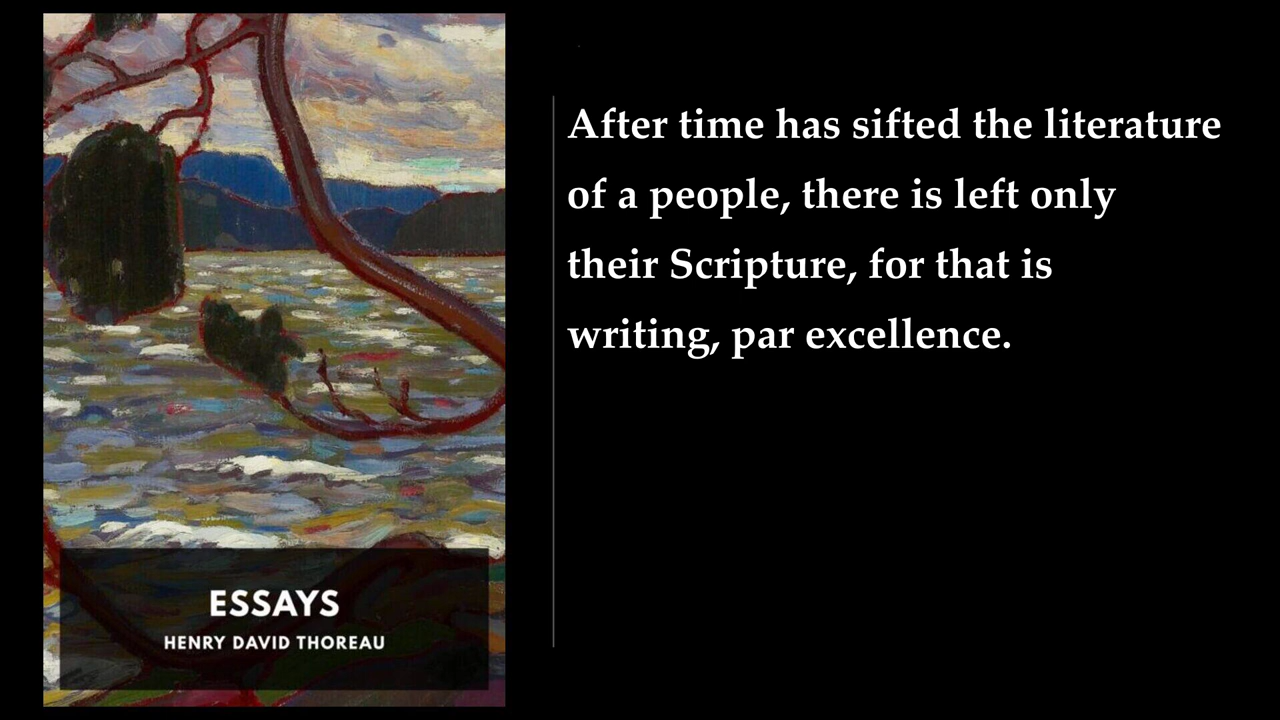 ESSAYS
HENRY DAVID THOREAU
After time has sifted the literature
of a people, there is left only
their Scripture, for that is
writing, par excellence.